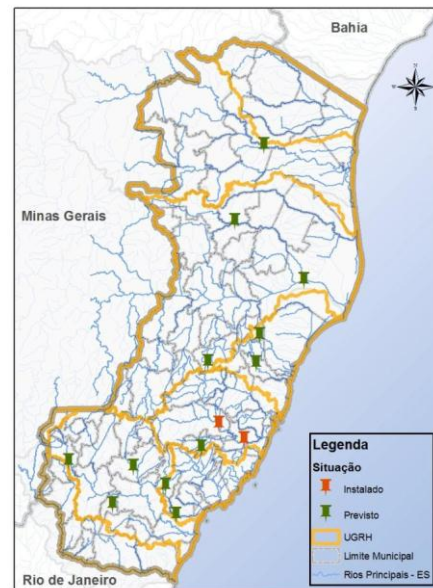 Bahia
Minas Gerais
Legenda
Situação
Instalado
Previsto
UGRH
Limite Municipal
Rios Principais - ES
Rio de Janeiro